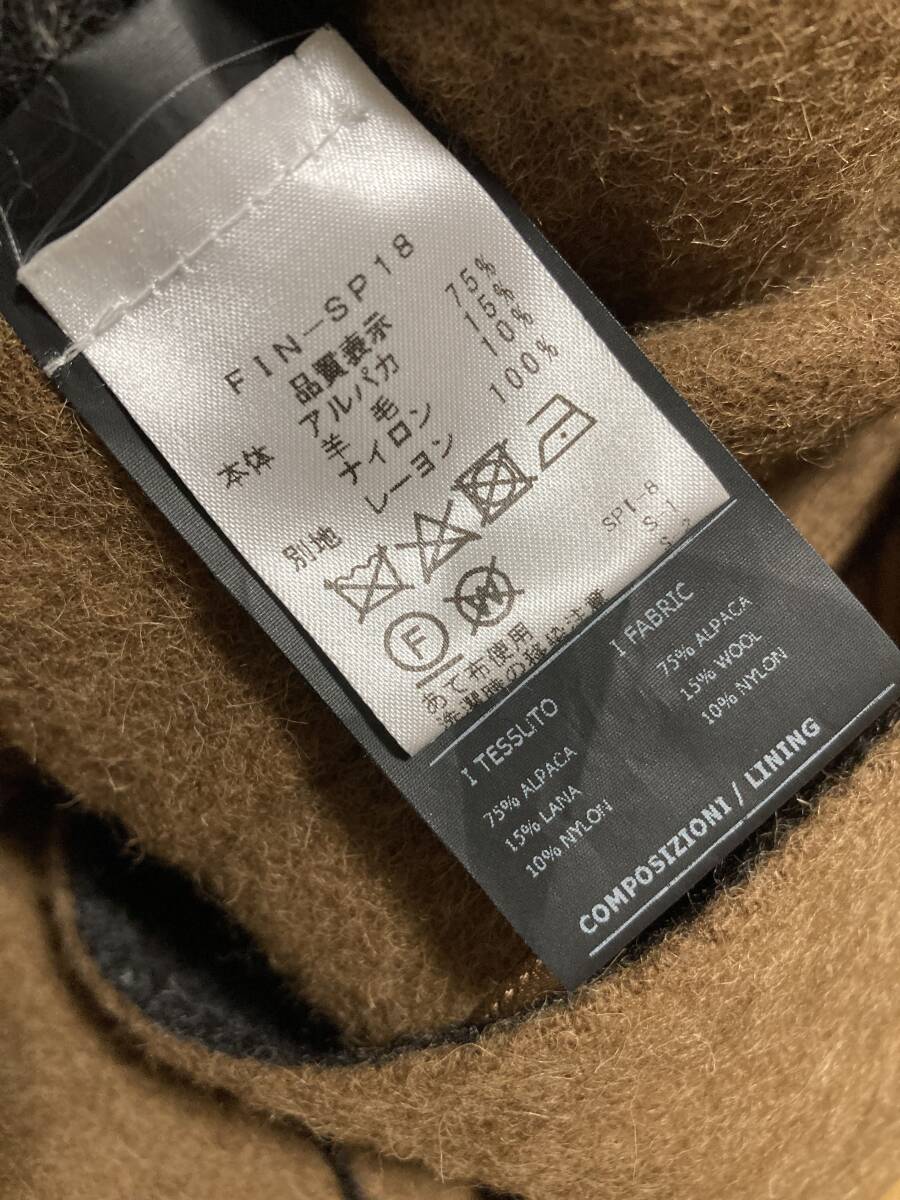 FIN-SP18
品質表示
本体 アルパカ 75%
羊毛 15%
ナイロン 10%
別地 レーヨン 100%
F
W
あて布使用
SP1-8
I TESSUTO
75% ALPACA
15% LANA
10% NYLON
I FABRIC
75% ALPACA
15% WOOL
10% NYLON
COMPOSIZIONI / LINING